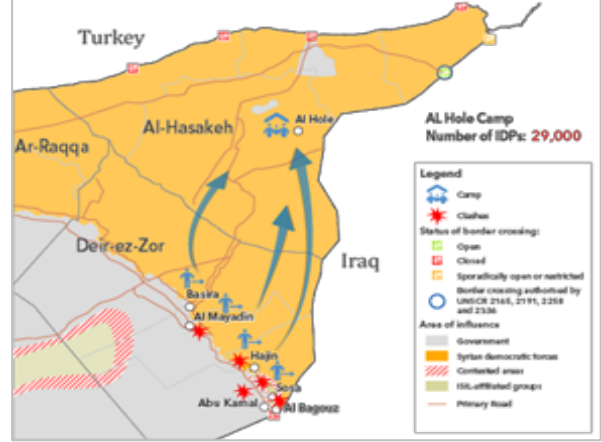 Turkey
Al Hole
Al-Hasakeh
Ar-Raqqa
Deir-ez-Zor
Iraq
Basira
Al Mayadin
Hajin
Sosa
Abu Kamal
Al Bagouz
AL Hole Camp
Number of IDPs: 29,000
Legend
Camp
Clashes
Status of border crossing:
Open
Closed
Sporadically open or restricted
Border crossing authorised by
UNSCR 2165, 2191, 2258
and 2336
Area of influence
Government
Syrian democratic forces
Contested areas
ISIL-affiliated groups
Primary Road